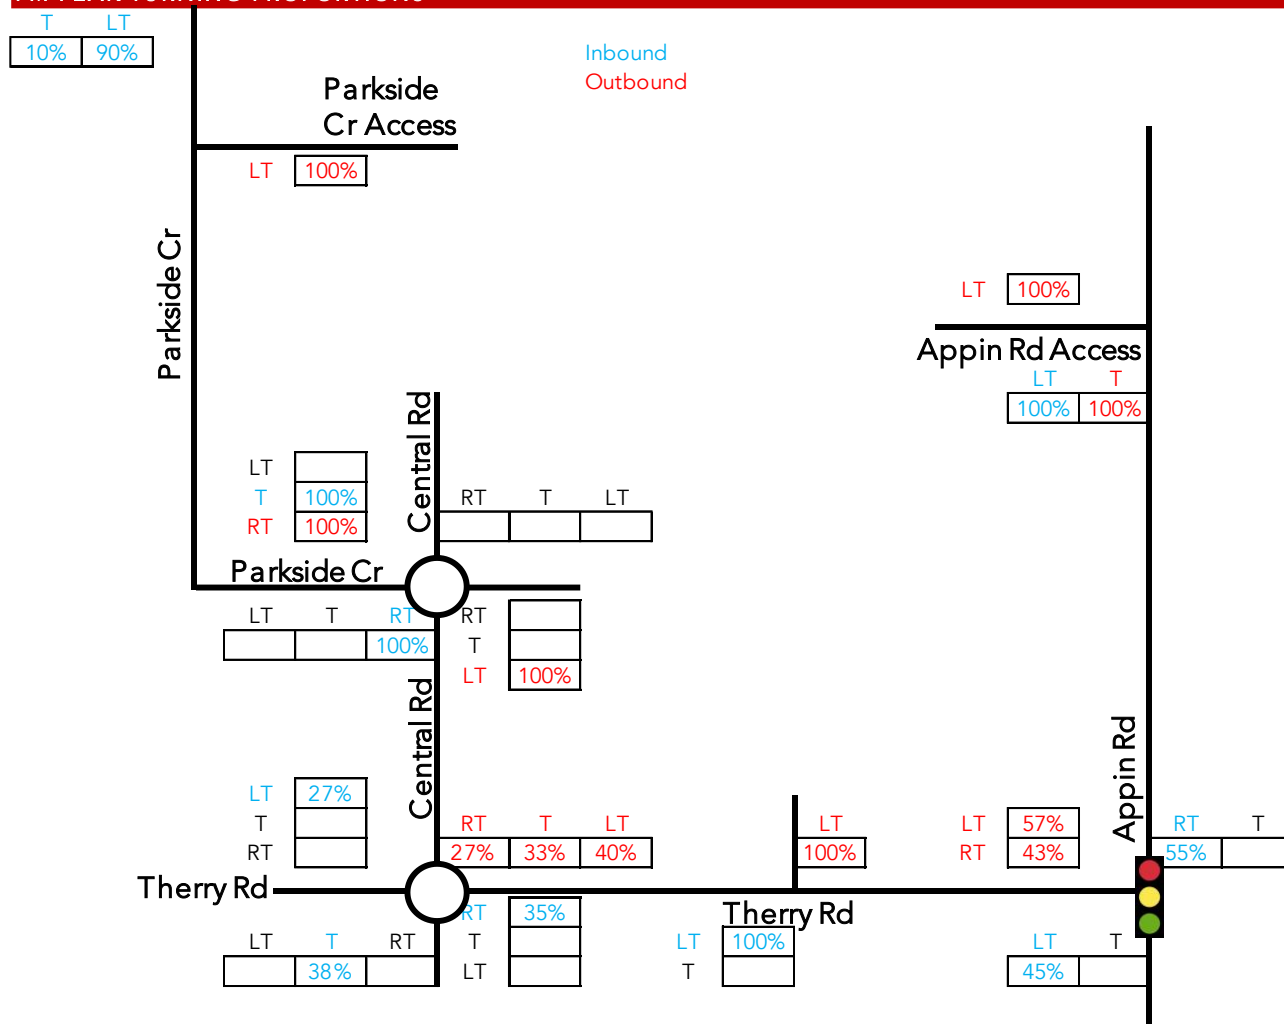 T LT
10% 90%
Inbound
Outbound
Parkside
Cr Access
LT 100%
Parkside Cr
LT 100%
Appin Rd Access
LT T
100% 100%
Central Rd
LT
T 100%
RT 100%
RT T LT
Parkside Cr
LT T RT
100%
RT
T
LT 100%
Central Rd
Appin Rd
LT 27%
T
RT
RT T LT
27% 33% 40%
LT
100%
LT 57%
RT 43%
RT T
55%
Therry Rd
Therry Rd
LT T RT
38%
RT 35%
T
LT
LT 100%
T
LT T
45%